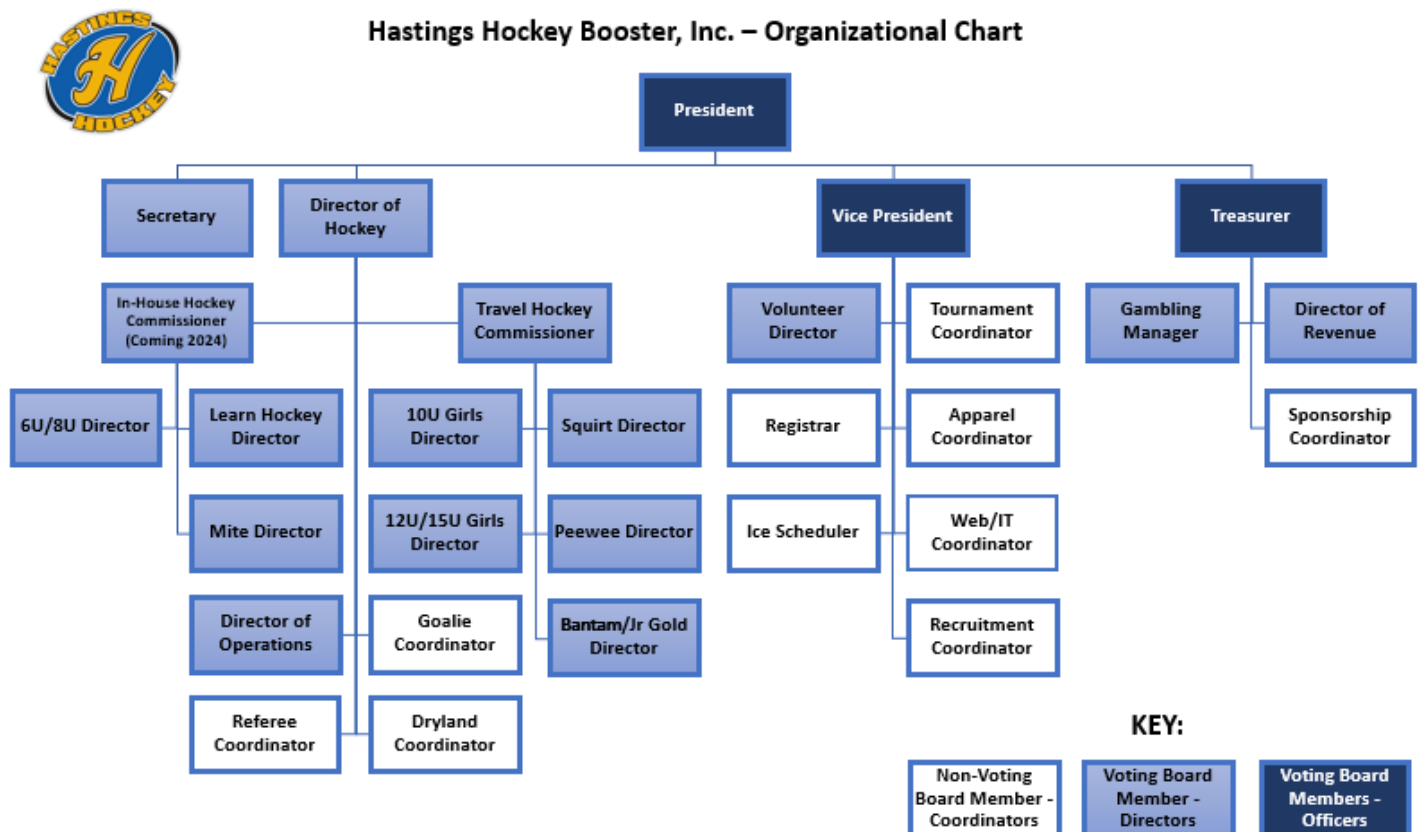 HASTINGS
H
HOCKEY
Hastings Hockey Booster, Inc. – Organizational Chart
President
Secretary
Director of
Hockey
Vice President
Treasurer
In-House Hockey
Commissioner
(Coming 2024)
Travel Hockey
Commissioner
Volunteer
Director
Tournament
Coordinator
Gambling
Manager
Director of
Revenue
6U/8U Director
Learn Hockey
Director
10U Girls
Director
Squirt Director
Registrar
Apparel
Coordinator
Sponsorship
Coordinator
Mite Director
12U/15U Girls
Director
Peewee Director
Ice Scheduler
Web/IT
Coordinator
Director of
Operations
Goalie
Coordinator
Bantam/Jr Gold
Director
Recruitment
Coordinator
Referee
Coordinator
Dryland
Coordinator
KEY:
Non-Voting
Board Member -
Coordinators
Voting Board
Member -
Directors
Voting Board
Members -
Officers